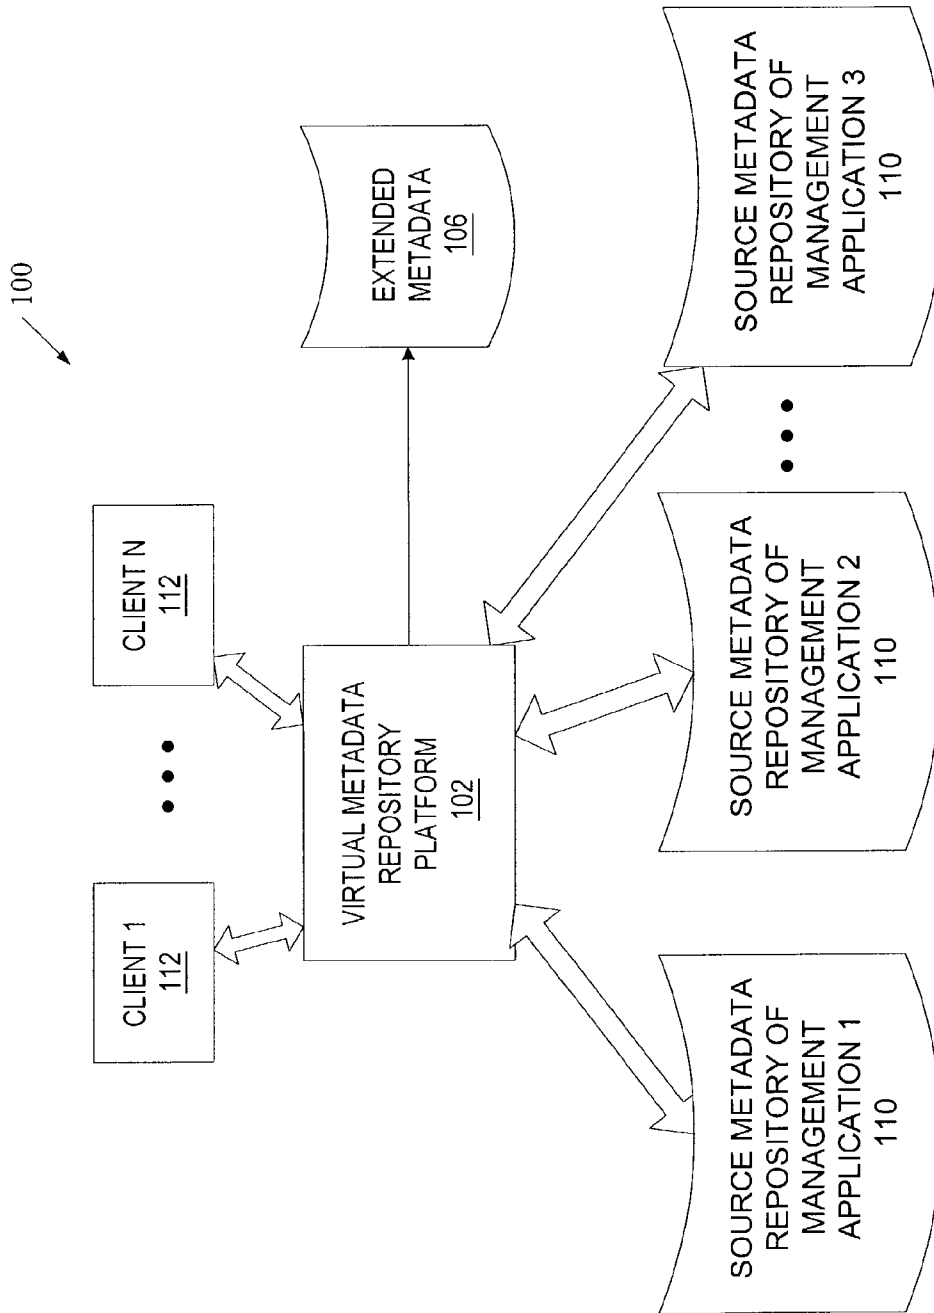 100
CLIENT 1
112
CLIENT N
112
VIRTUAL METADATA
REPOSITORY
PLATFORM
102
EXTENDED
METADATA
106
SOURCE METADATA
REPOSITORY OF
MANAGEMENT
APPLICATION 1
110
SOURCE METADATA
REPOSITORY OF
MANAGEMENT
APPLICATION 2
110
SOURCE METADATA
REPOSITORY OF
MANAGEMENT
APPLICATION 3
110